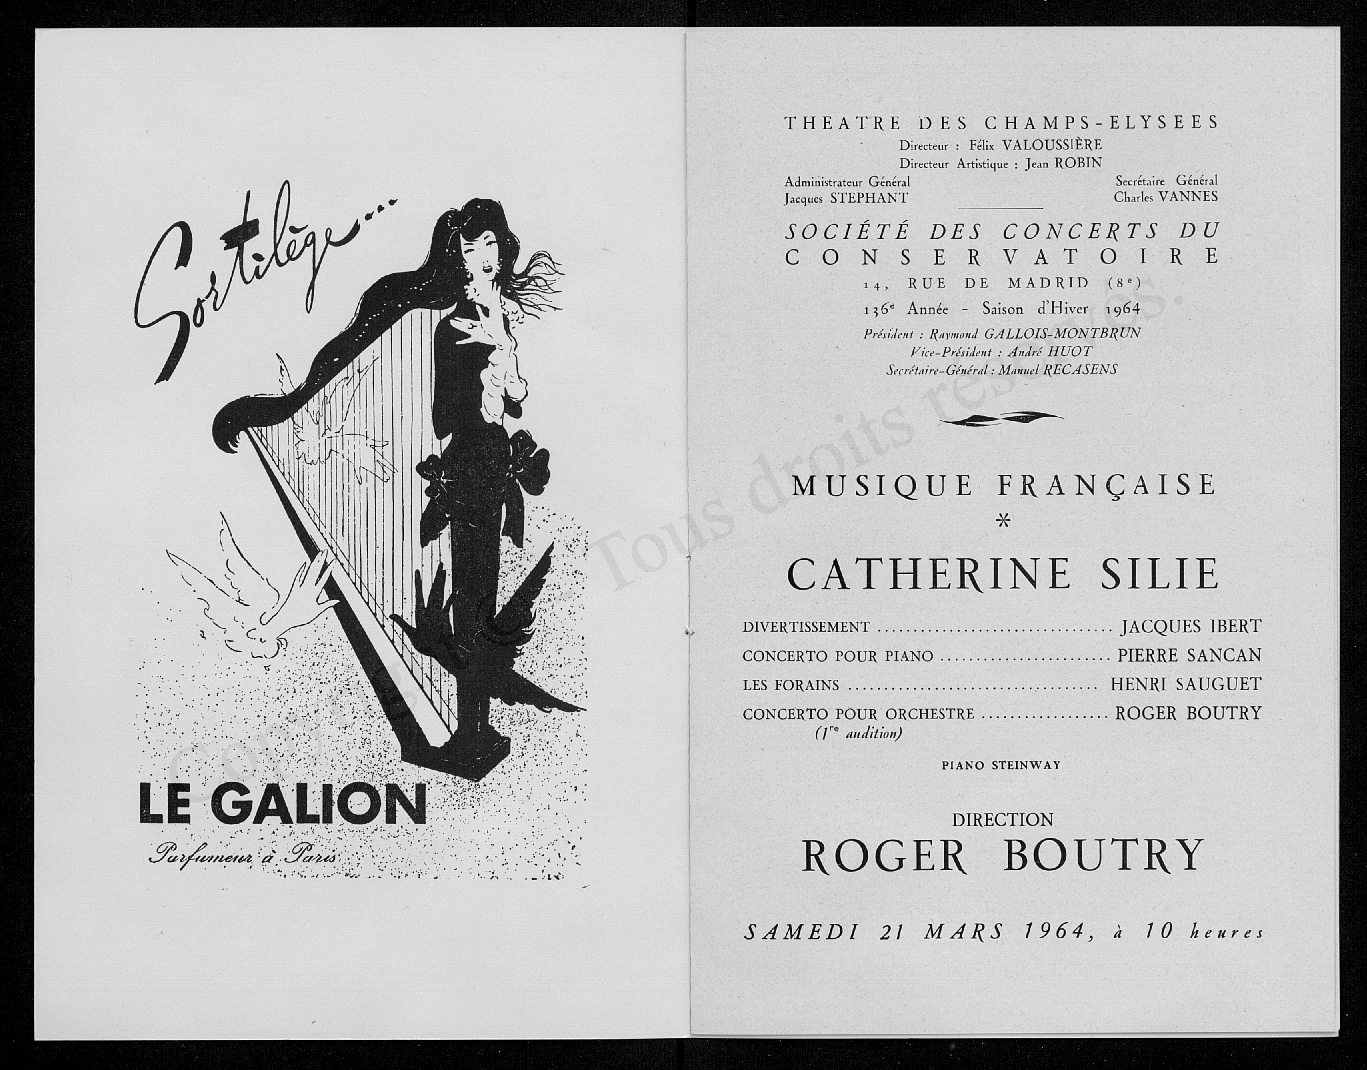 Sortilège...
LE GALION
Parfumeur à Paris
THEATRE DES CHAMPS-ELYSEES
Directeur : Félix VALOUSSIÈRE
Directeur Artistique : Jean ROBIN
Administrateur Général
Jacques STEPHANT
Secrétaire Général
Charles VANNES
SOCIÉTÉ DES CONCERTS DU
CONSERVATOIRE
14, RUE DE MADRID (8e)
136e Année - Saison d'Hiver 1964
Président : Raymond GALLOIS-MONTBRUN
Vice-Président : André HUOT
Secrétaire-Général : Manuel RECASENS
MUSIQUE FRANÇAISE
*
CATHERINE SILIE
DIVERTISSEMENT ................................ JACQUES IBERT
CONCERTO POUR PIANO ........................ PIERRE SANCAN
LES FORAINS ................................... HENRI SAUGUET
CONCERTO POUR ORCHESTRE .................. ROGER BOUTRY
(1re audition)
PIANO STEINWAY
DIRECTION
ROGER BOUTRY
SAMEDI 21 MARS 1964, à 10 heures
Copyright © - Tous droits réservés.